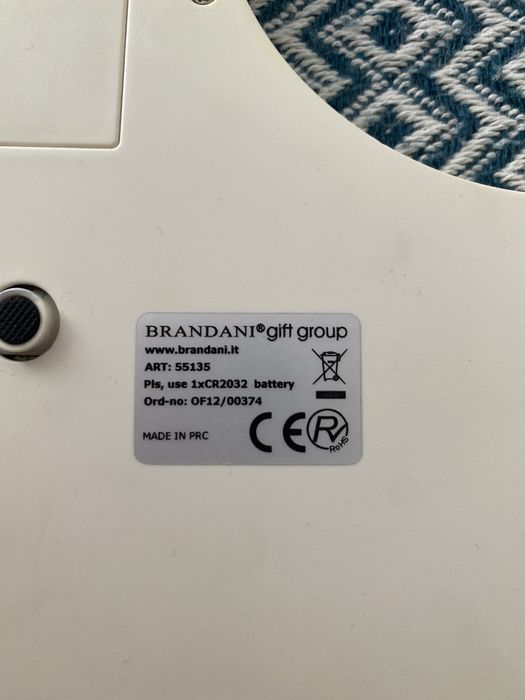 BRANDANI® gift group
www.brandani.it
ART: 55135
Pls, use 1xCR2032 battery
Ord-no: OF12/00374
MADE IN PRC
CE
RV
RoHS